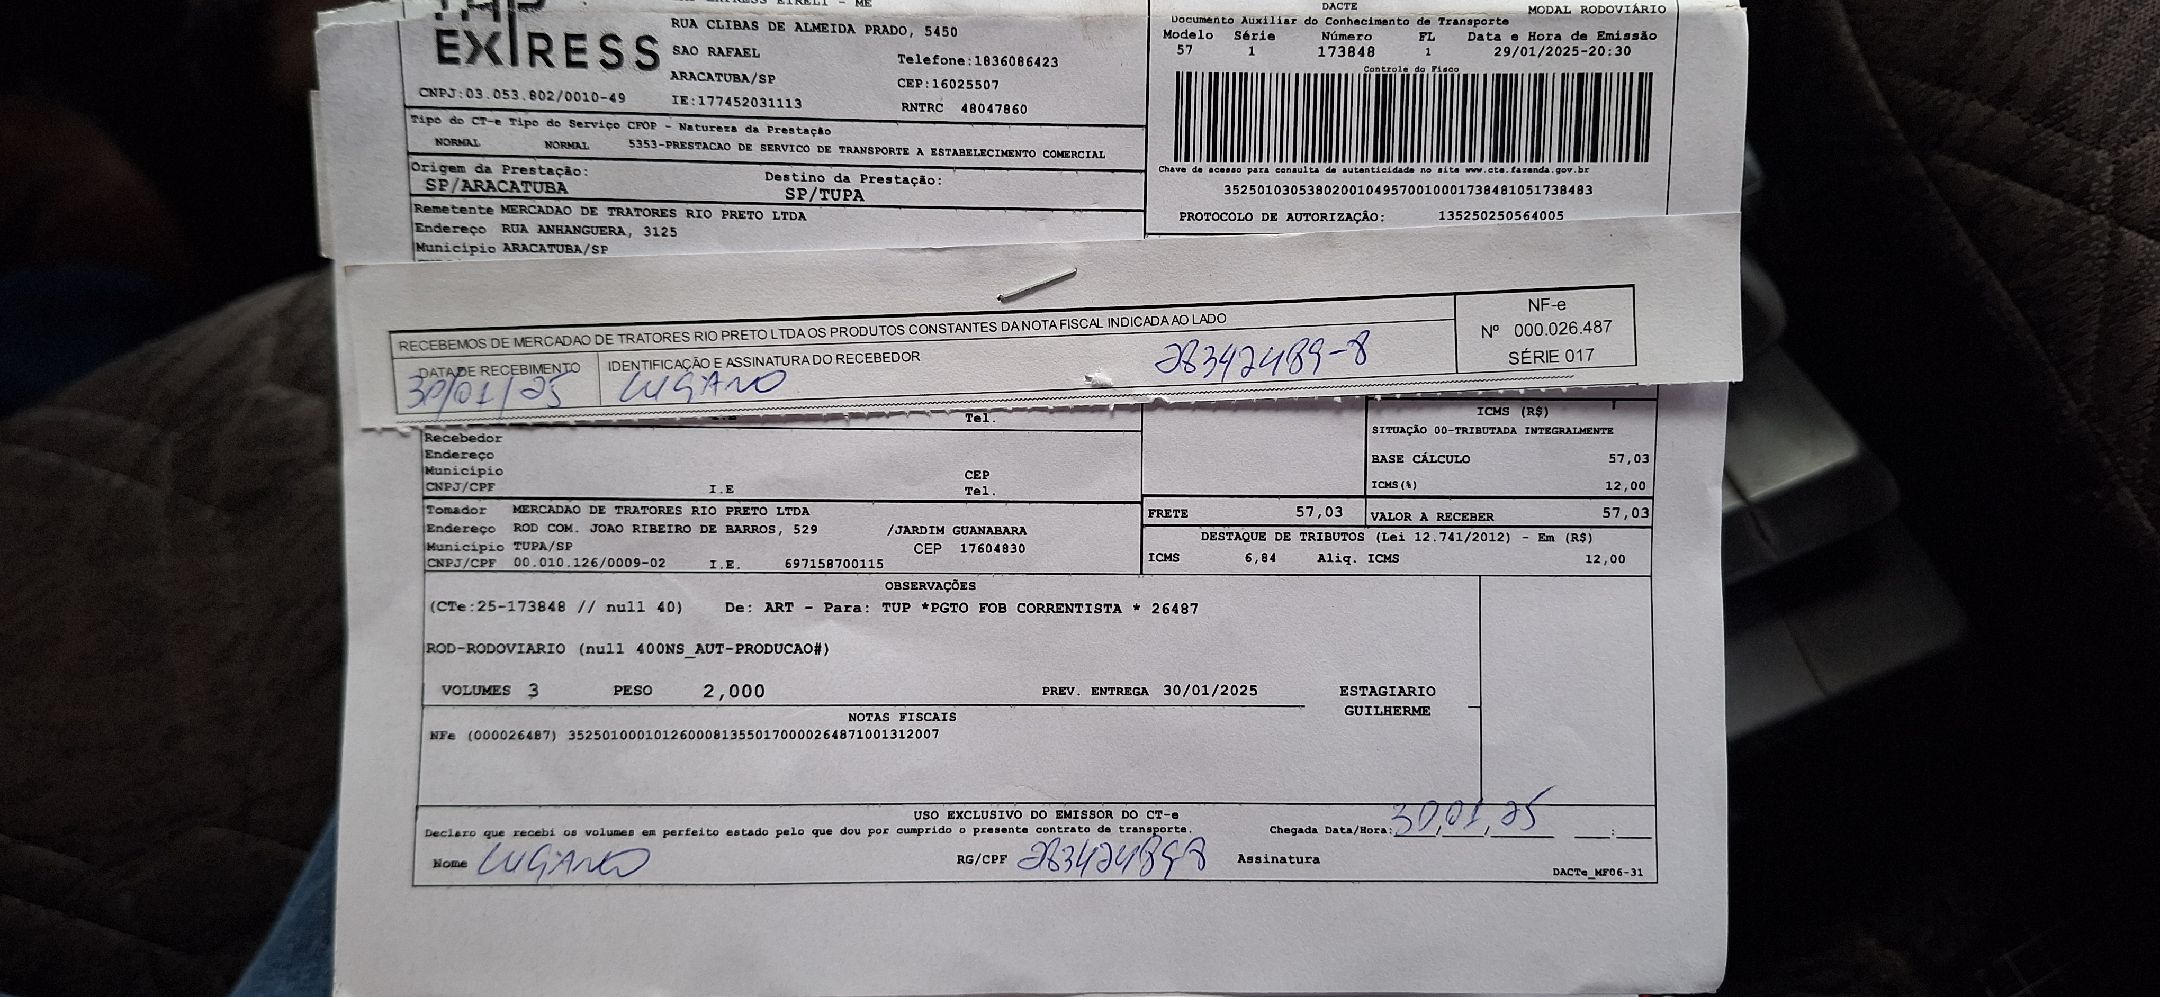 EXPRESS EIRELI - ME
EXPRESS
RUA CLIBAS DE ALMEIDA PRADO, 5450
SAO RAFAEL
Telefone:1836086423
ARACATUBA/SP
CEP:16025507
CNPJ:03.053.802/0010-49
IE:177452031113
RNTRC 48047860
DACTE
MODAL RODOVIÁRIO
Documento Auxiliar do Conhecimento de Transporte
Modelo Série Número FL Data e Hora de Emissão
57 1 173848 1 29/01/2025-20:30
Controle do Fisco
Tipo do CT-e Tipo do Serviço CFOP - Natureza da Prestação
NORMAL NORMAL 5353-PRESTACAO DE SERVICO DE TRANSPORTE A ESTABELECIMENTO COMERCIAL
Chave de acesso para consulta de autenticidade no site www.cte.fazenda.gov.br
35250103053802001049570010001738481051738483
Origem da Prestação:
SP/ARACATUBA
Destino da Prestação:
SP/TUPA
PROTOCOLO DE AUTORIZAÇÃO: 135250250564005
Remetente MERCADAO DE TRATORES RIO PRETO LTDA
Endereço RUA ANHANGUERA, 3125
Município ARACATUBA/SP
RECEBEMOS DE MERCADAO DE TRATORES RIO PRETO LTDA OS PRODUTOS CONSTANTES DA NOTA FISCAL INDICADA AO LADO
NF-e
Nº 000.026.487
SÉRIE 017
DATA DE RECEBIMENTO
30/01/25
IDENTIFICAÇÃO E ASSINATURA DO RECEBEDOR
LUGANO
28342489-8
Tel.
Recebedor
Endereço
Município CEP
CNPJ/CPF I.E Tel.
ICMS (R$)
SITUAÇÃO 00-TRIBUTADA INTEGRALMENTE
BASE CÁLCULO 57,03
ICMS(%) 12,00
Tomador MERCADAO DE TRATORES RIO PRETO LTDA
Endereço ROD COM. JOAO RIBEIRO DE BARROS, 529 /JARDIM GUANABARA
Município TUPA/SP CEP 17604830
CNPJ/CPF 00.010.126/0009-02 I.E. 697158700115
FRETE 57,03 VALOR A RECEBER 57,03
DESTAQUE DE TRIBUTOS (Lei 12.741/2012) - Em (R$)
ICMS 6,84 Aliq. ICMS 12,00
OBSERVAÇÕES
(CTe:25-173848 // null 40) De: ART - Para: TUP *PGTO FOB CORRENTISTA * 26487
ROD-RODOVIARIO (null 400NS_AUT-PRODUCAO#)
VOLUMES 3 PESO 2,000 PREV. ENTREGA 30/01/2025
ESTAGIARIO
GUILHERME
NOTAS FISCAIS
NFe (000026487) 35250100010126000813550170000264871001312007
USO EXCLUSIVO DO EMISSOR DO CT-e
Declaro que recebi os volumes em perfeito estado pelo que dou por cumprido o presente contrato de transporte.
Chegada Data/Hora: 30,01,25 __:__
Nome LUGANO RG/CPF 283424898 Assinatura
DACTe_MF06-31